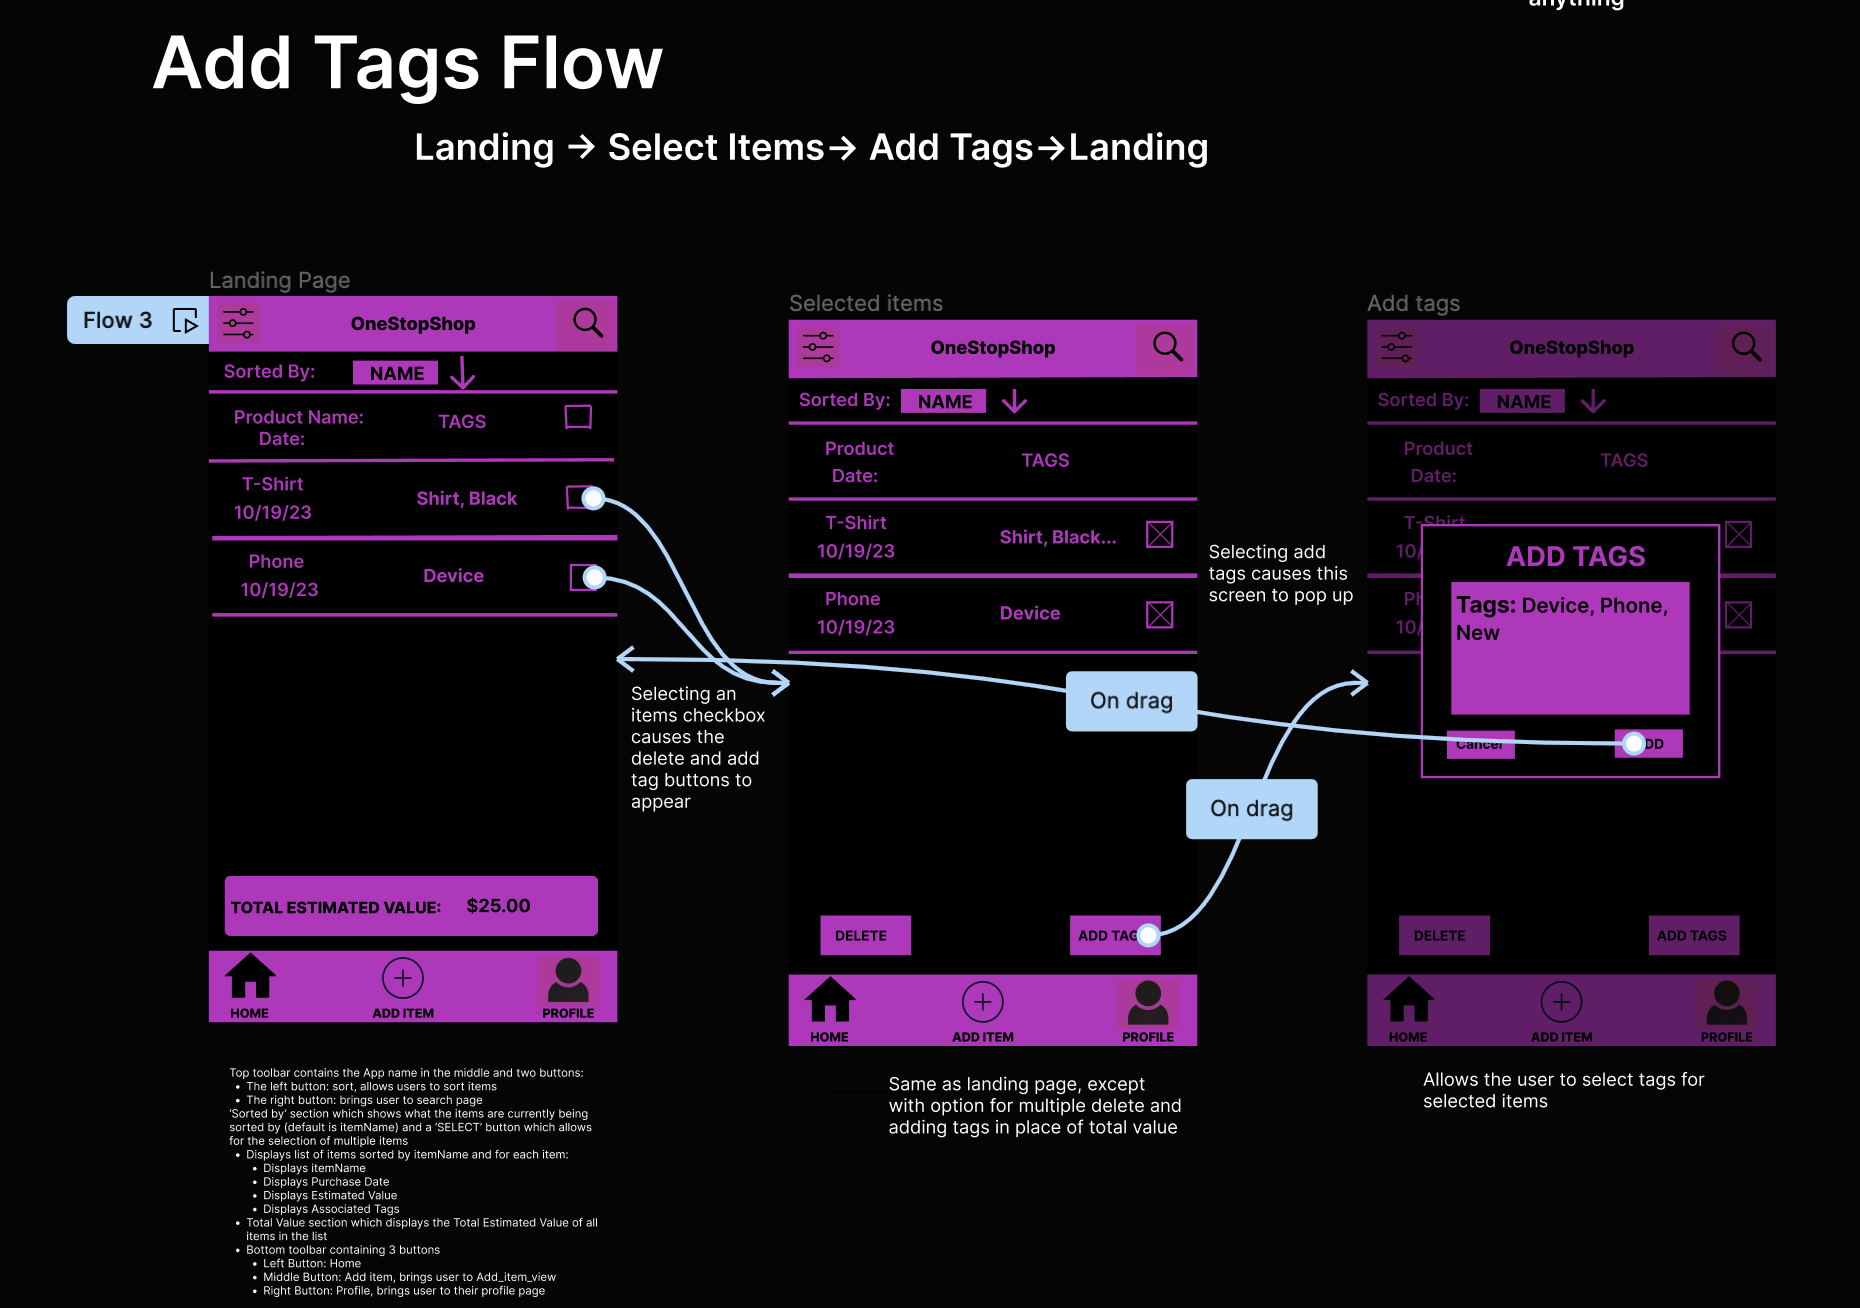 anything
Add Tags Flow
Landing → Select Items→ Add Tags→Landing
Landing Page
Flow 3
OneStopShop
Sorted By:
NAME
Product Name:
Date:
TAGS
T-Shirt
10/19/23
Shirt, Black
Phone
10/19/23
Device
Selecting an
items checkbox
causes the
delete and add
tag buttons to
appear
TOTAL ESTIMATED VALUE:
$25.00
HOME
ADD ITEM
PROFILE
Top toolbar contains the App name in the middle and two buttons:
• The left button: sort, allows users to sort items
• The right button: brings user to search page
‘Sorted by’ section which shows what the items are currently being
sorted by (default is itemName) and a ‘SELECT’ button which allows
for the selection of multiple items
• Displays list of items sorted by itemName and for each item:
• Displays itemName
• Displays Purchase Date
• Displays Estimated Value
• Displays Associated Tags
• Total Value section which displays the Total Estimated Value of all
items in the list
• Bottom toolbar containing 3 buttons
• Left Button: Home
• Middle Button: Add item, brings user to Add_item_view
• Right Button: Profile, brings user to their profile page
Selected items
OneStopShop
Sorted By:
NAME
Product
Date:
TAGS
T-Shirt
10/19/23
Shirt, Black...
Phone
10/19/23
Device
On drag
On drag
DELETE
ADD TAG
HOME
ADD ITEM
PROFILE
Same as landing page, except
with option for multiple delete and
adding tags in place of total value
Selecting add
tags causes this
screen to pop up
Add tags
OneStopShop
Sorted By:
NAME
Product
Date:
TAGS
T-Shirt
10/
Ph
10/
ADD TAGS
Tags: Device, Phone,
New
Cancel
DD
DELETE
ADD TAGS
HOME
ADD ITEM
PROFILE
Allows the user to select tags for
selected items